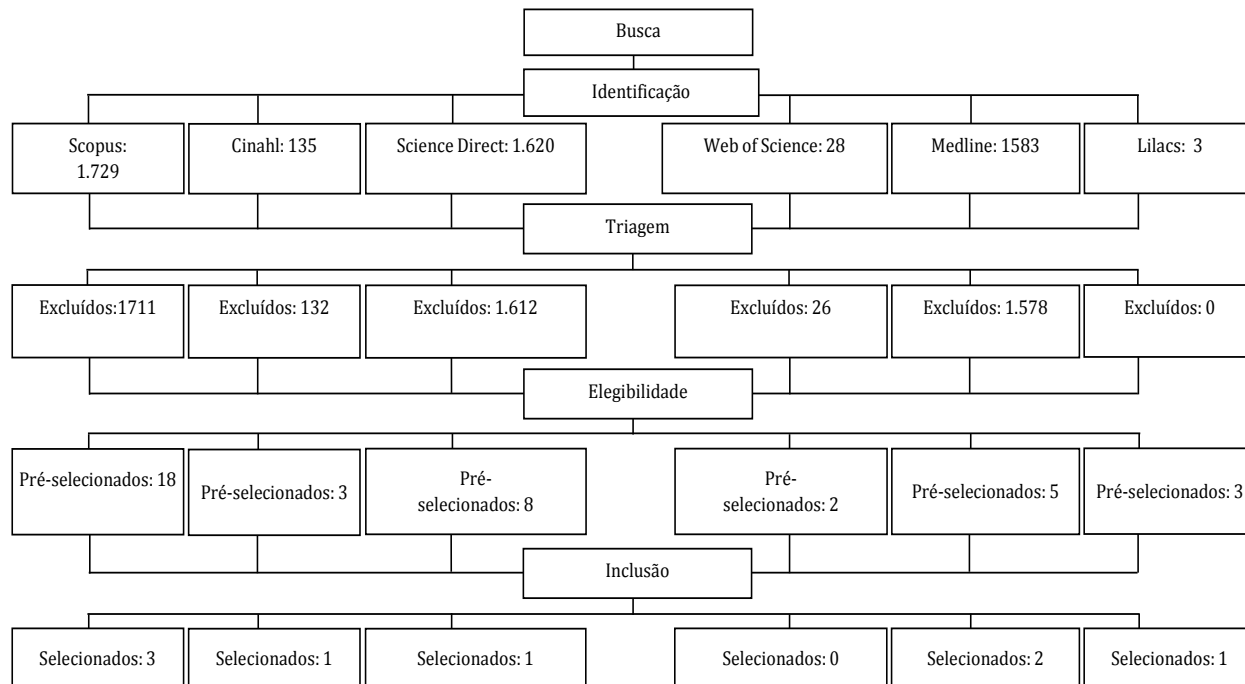 Busca
Identificação
Scopus:
1.729
Cinahl: 135
Science Direct: 1.620
Web of Science: 28
Medline: 1583
Lilacs: 3
Triagem
Excluídos:1711
Excluídos: 132
Excluídos: 1.612
Excluídos: 26
Excluídos: 1.578
Excluídos: 0
Elegibilidade
Pré-selecionados: 18
Pré-selecionados: 3
Pré-
selecionados: 8
Pré-
selecionados: 2
Pré-selecionados: 5
Pré-selecionados: 3
Inclusão
Selecionados: 3
Selecionados: 1
Selecionados: 1
Selecionados: 0
Selecionados: 2
Selecionados: 1